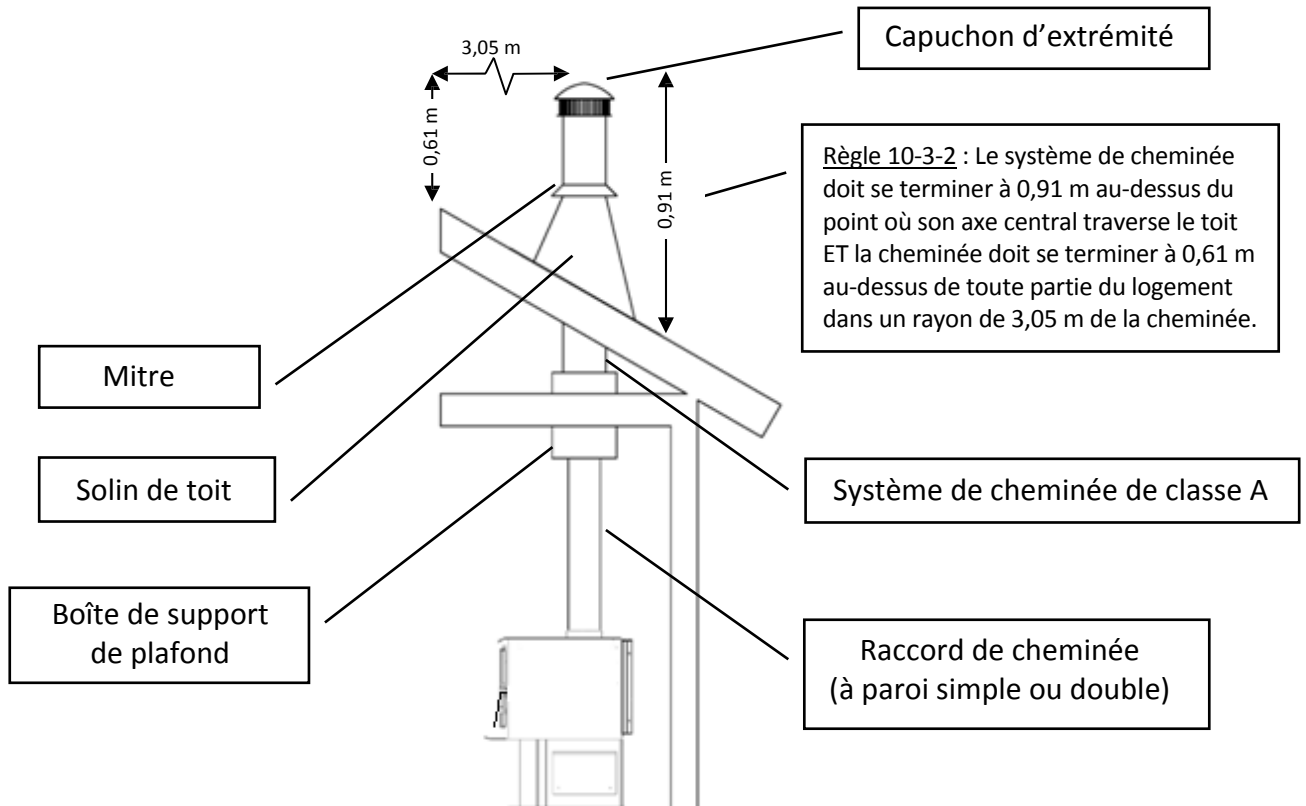 Capuchon d’extrémité
3,05 m
0,61 m
0,91 m
Règle 10-3-2 : Le système de cheminée
doit se terminer à 0,91 m au-dessus du
point où son axe central traverse le toit
ET la cheminée doit se terminer à 0,61 m
au-dessus de toute partie du logement
dans un rayon de 3,05 m de la cheminée.
Mitre
Solin de toit
Système de cheminée de classe A
Boîte de support
de plafond
Raccord de cheminée
(à paroi simple ou double)